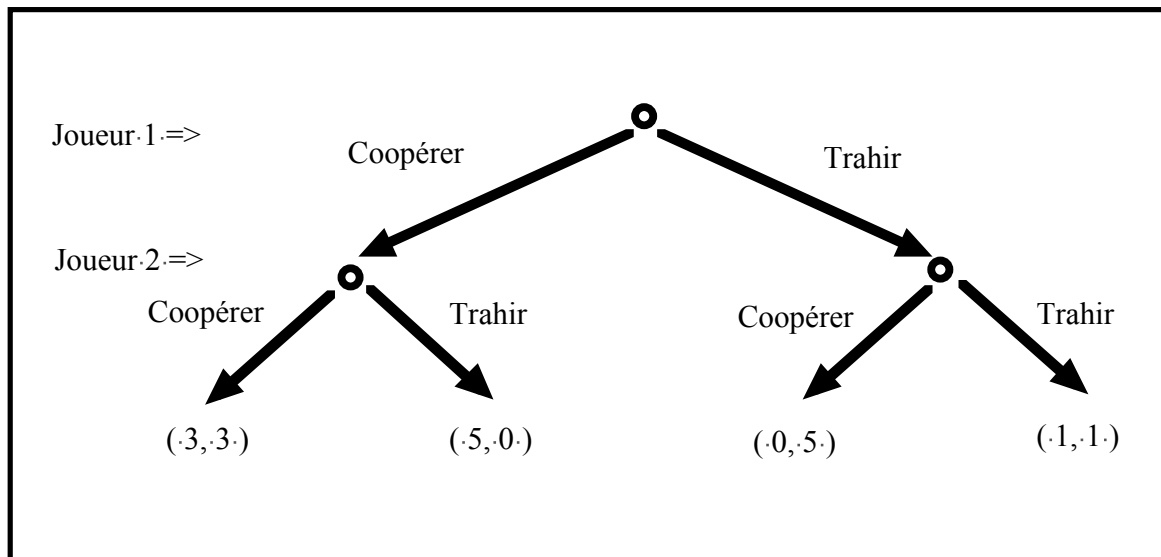 Joueur·1·=>
Coopérer
Trahir
Joueur·2·=>
Coopérer
Trahir
Coopérer
Trahir
(·3,·3·)
(·5,·0·)
(·0,·5·)
(·1,·1·)